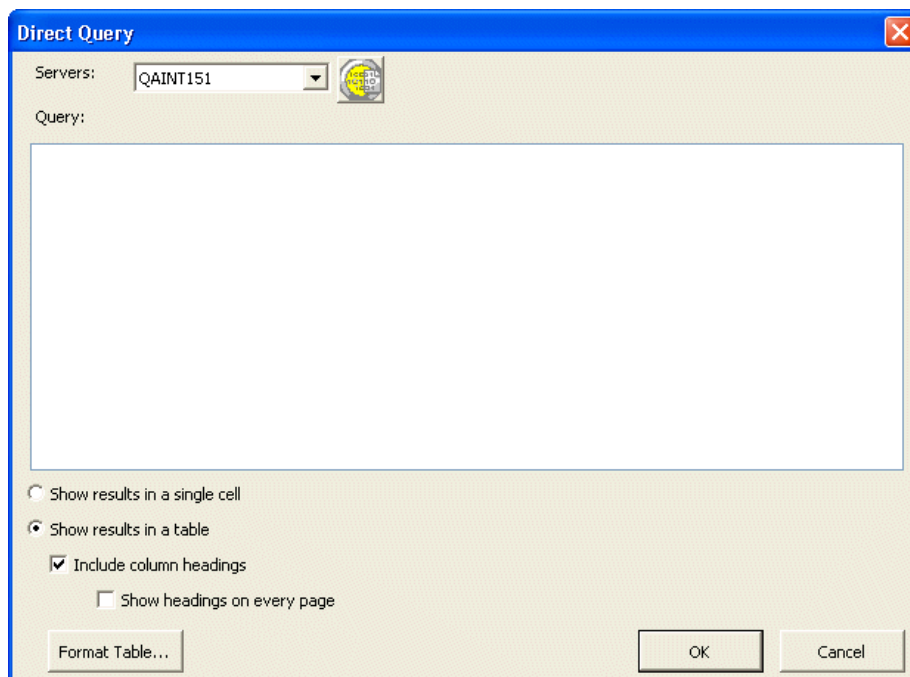 Direct Query
Servers: QAINT151
Query:
Show results in a single cell
Show results in a table
Include column headings
Show headings on every page
Format Table... OK Cancel